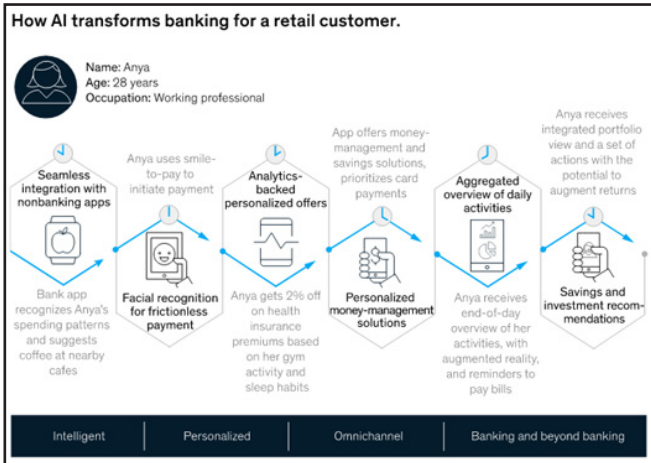 How AI transforms banking for a retail customer.
Name: Anya
Age: 28 years
Occupation: Working professional
Seamless
integration with
nonbanking apps
Bank app
recognizes Anya's
spending patterns
and suggests
coffee at nearby
cafes
Anya uses smile-
to-pay to
initiate payment
Facial recognition
for frictionless
payment
Analytics-
backed
personalized offers
Anya gets 2% off
on health
insurance
premiums based
on her gym
activity and
sleep habits
App offers money-
management and
savings solutions,
prioritizes card
payments
Personalized
money-management
solutions
Aggregated
overview of daily
activities
Anya receives
end-of-day
overview of her
activities, with
augmented reality,
and reminders to
pay bills
Anya receives
integrated portfolio
view and a set of
actions with the
potential to
augment returns
Savings and
investment recom-
mendations
Intelligent
Personalized
Omnichannel
Banking and beyond banking